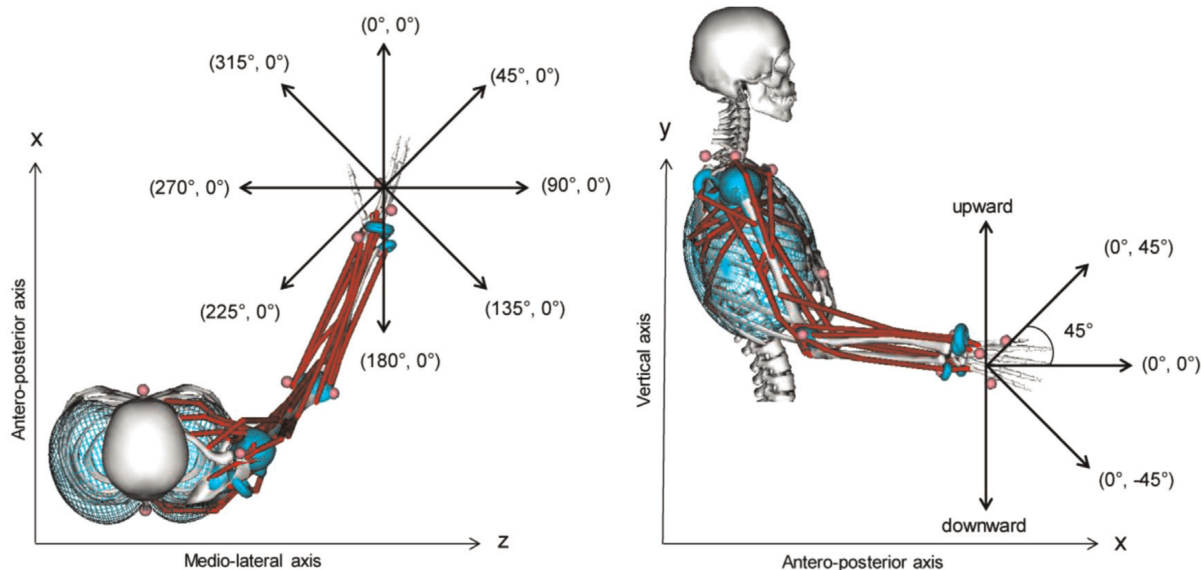 (0°, 0°)
(315°, 0°)
(45°, 0°)
x
(270°, 0°)
(90°, 0°)
(225°, 0°)
(135°, 0°)
(180°, 0°)
Antero-posterior axis
z
Medio-lateral axis
y
upward
(0°, 45°)
45°
(0°, 0°)
Vertical axis
(0°, -45°)
downward
x
Antero-posterior axis